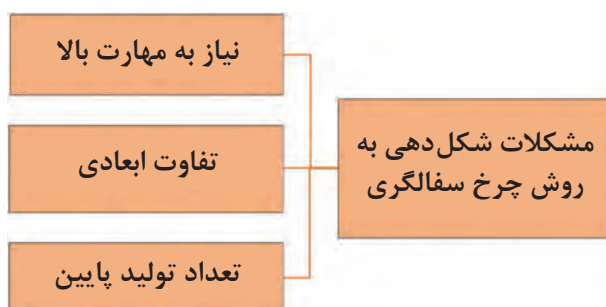 مشکلات شکل‌دهی به
روش چرخ سفالگری
نیاز به مهارت بالا
تفاوت ابعادی
تعداد تولید پایین